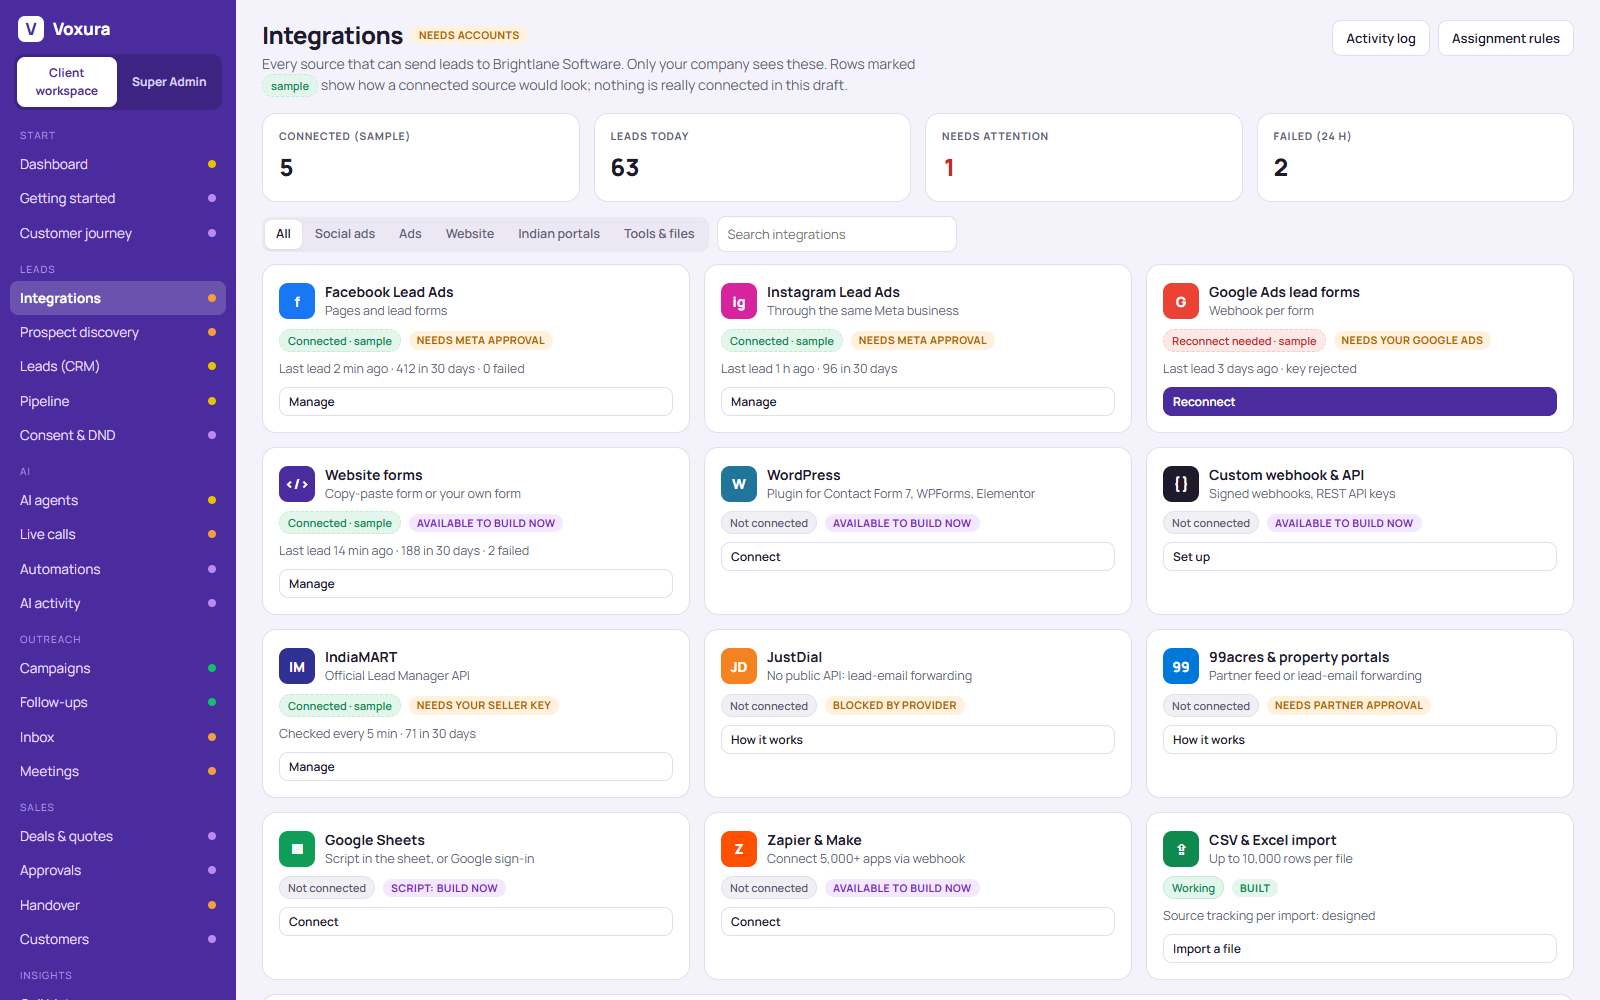 V Voxura
Client workspace
Super Admin
START
Dashboard
Getting started
Customer journey
LEADS
Integrations
Prospect discovery
Leads (CRM)
Pipeline
Consent & DND
AI
AI agents
Live calls
Automations
AI activity
OUTREACH
Campaigns
Follow-ups
Inbox
Meetings
SALES
Deals & quotes
Approvals
Handover
Customers
INSIGHTS
Integrations NEEDS ACCOUNTS
Activity log
Assignment rules
Every source that can send leads to Brightlane Software. Only your company sees these. Rows marked
sample show how a connected source would look; nothing is really connected in this draft.
CONNECTED (SAMPLE)
5
LEADS TODAY
63
NEEDS ATTENTION
1
FAILED (24 H)
2
All Social ads Ads Website Indian portals Tools & files
Search integrations
f
Facebook Lead Ads
Pages and lead forms
Connected · sample NEEDS META APPROVAL
Last lead 2 min ago · 412 in 30 days · 0 failed
Manage
ig
Instagram Lead Ads
Through the same Meta business
Connected · sample NEEDS META APPROVAL
Last lead 1 h ago · 96 in 30 days
Manage
G
Google Ads lead forms
Webhook per form
Reconnect needed · sample NEEDS YOUR GOOGLE ADS
Last lead 3 days ago · key rejected
Reconnect
</>
Website forms
Copy-paste form or your own form
Connected · sample AVAILABLE TO BUILD NOW
Last lead 14 min ago · 188 in 30 days · 2 failed
Manage
W
WordPress
Plugin for Contact Form 7, WPForms, Elementor
Not connected AVAILABLE TO BUILD NOW
Connect
{}
Custom webhook & API
Signed webhooks, REST API keys
Not connected AVAILABLE TO BUILD NOW
Set up
IM
IndiaMART
Official Lead Manager API
Connected · sample NEEDS YOUR SELLER KEY
Checked every 5 min · 71 in 30 days
Manage
JD
JustDial
No public API: lead-email forwarding
Not connected BLOCKED BY PROVIDER
How it works
99
99acres & property portals
Partner feed or lead-email forwarding
Not connected NEEDS PARTNER APPROVAL
How it works
Google Sheets
Script in the sheet, or Google sign-in
Not connected SCRIPT: BUILD NOW
Connect
Z
Zapier & Make
Connect 5,000+ apps via webhook
Not connected AVAILABLE TO BUILD NOW
Connect
CSV & Excel import
Up to 10,000 rows per file
Working BUILT
Source tracking per import: designed
Import a file